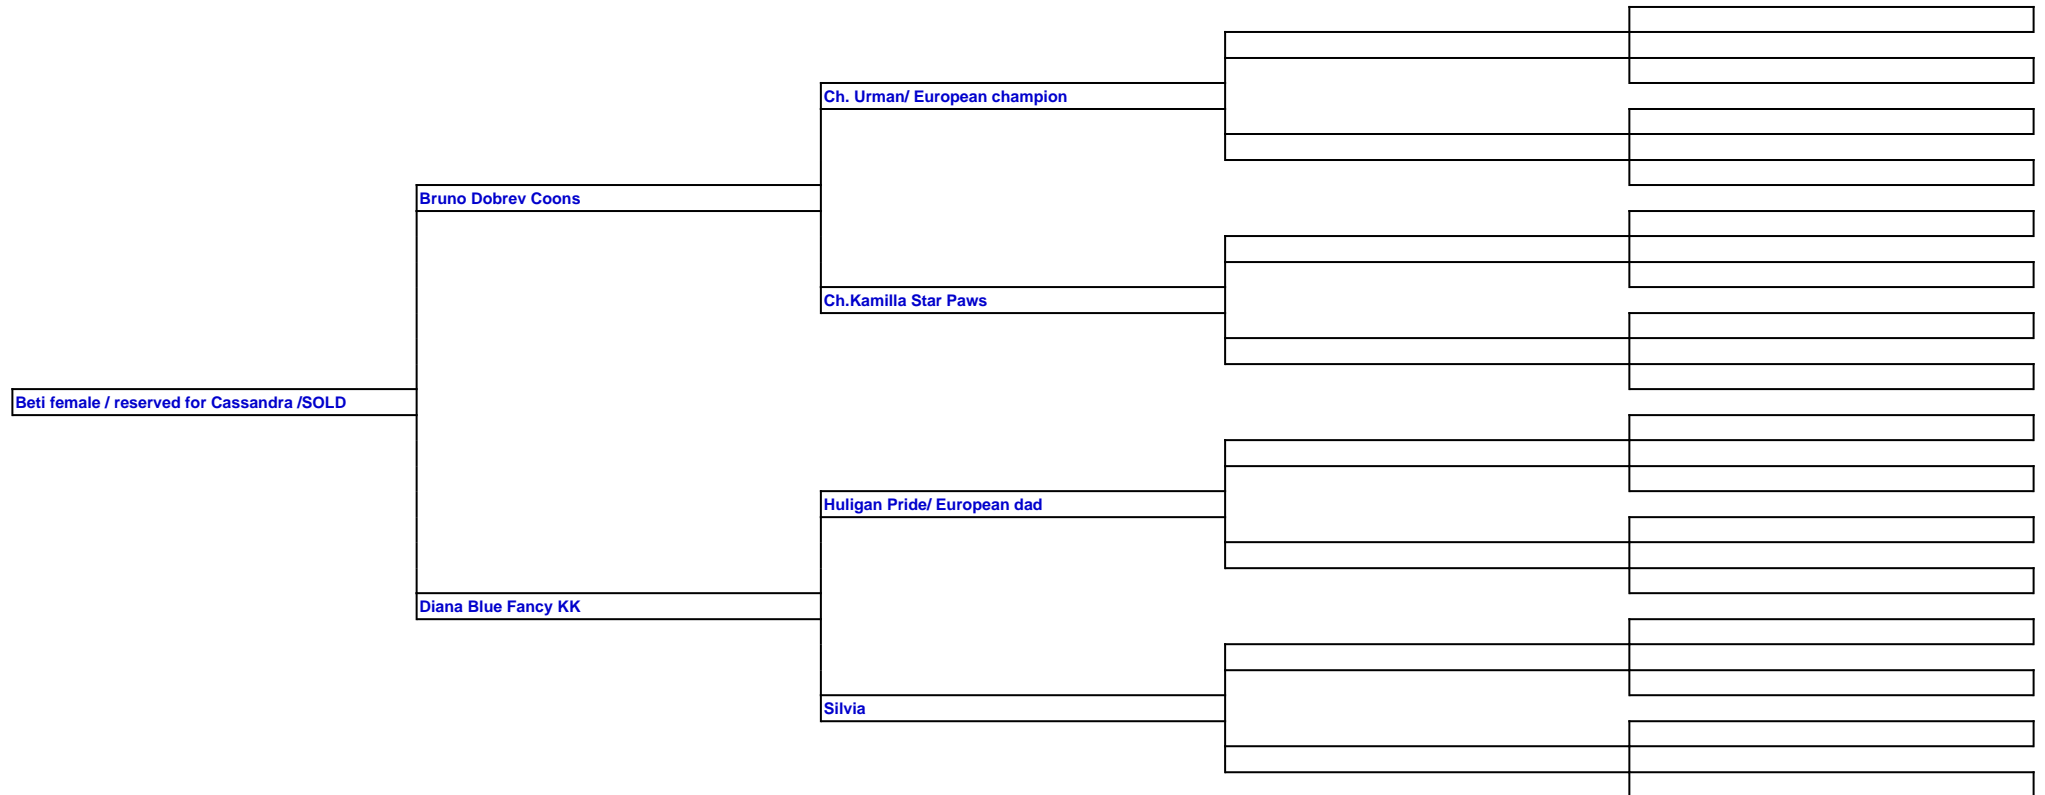 Ch. Urman/ European champion
Bruno Dobrev Coons
Ch.Kamilla Star Paws
Beti female / reserved for Cassandra /SOLD
Huligan Pride/ European dad
Diana Blue Fancy KK
Silvia